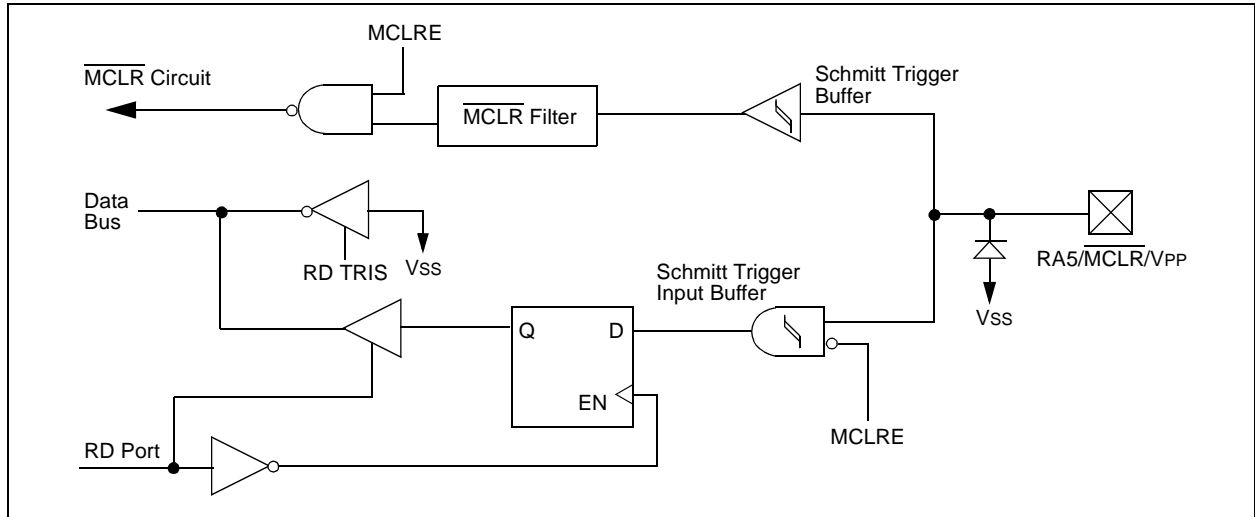 MCLRE
MCLR Circuit
Schmitt Trigger
Buffer
MCLR Filter
Data
Bus
RD TRIS
VSS
RA5/MCLR/VPP
Schmitt Trigger
Input Buffer
VSS
Q
D
EN
MCLRE
RD Port